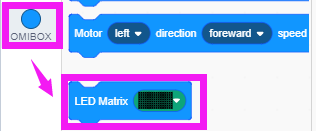 Motor left direction foreward speed
OMIBOX
LED Matrix